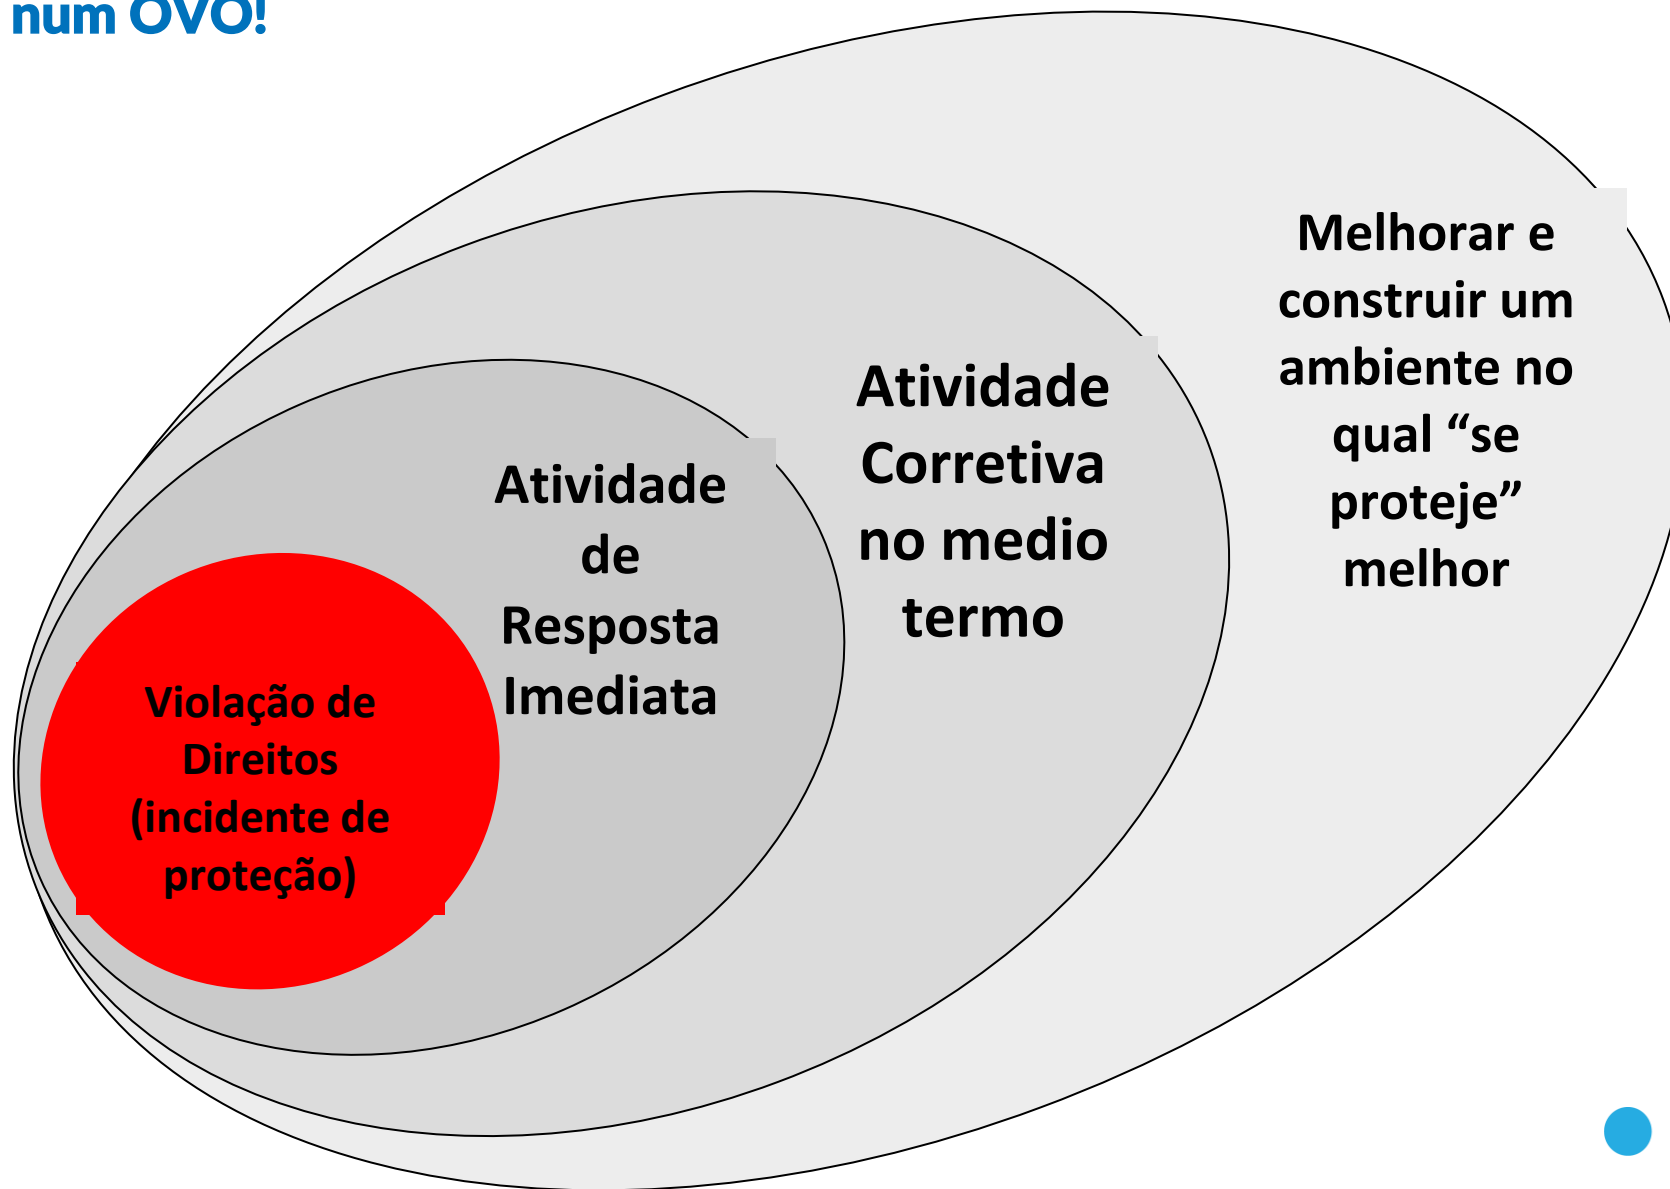 num OVO!
Melhorar e
construir um
ambiente no
qual “se
proteje”
melhor
Atividade
Corretiva
no medio
termo
Atividade
de
Resposta
Imediata
Violação de
Direitos
(incidente de
proteção)